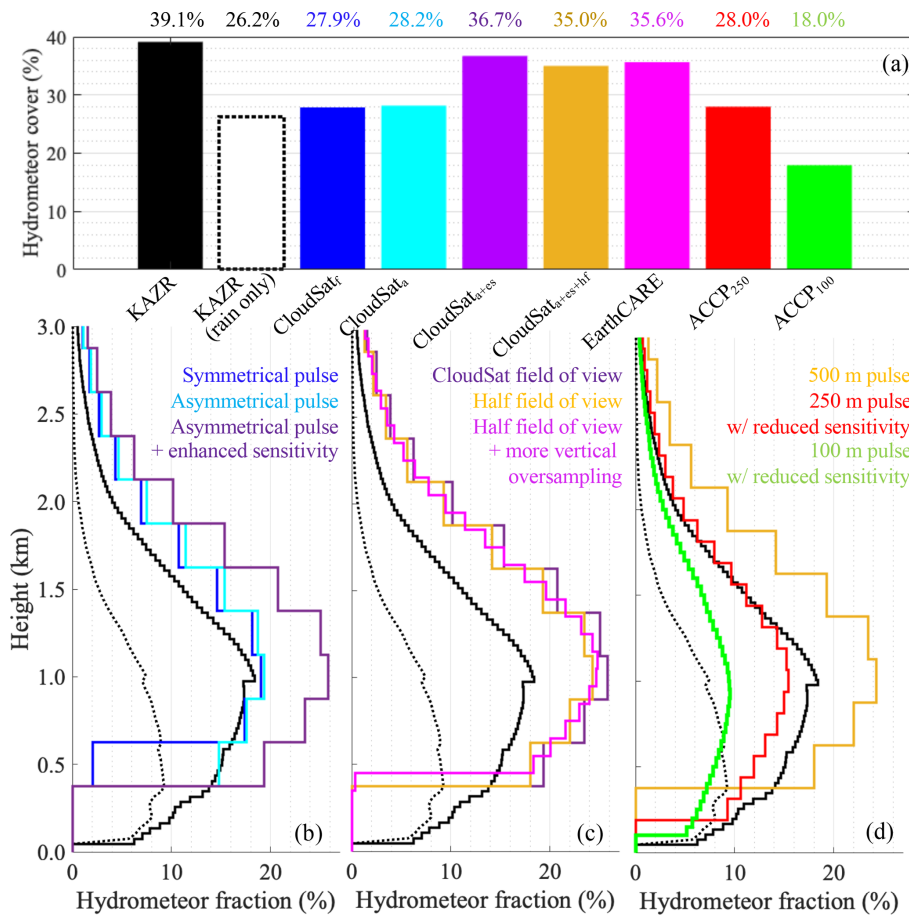 39.1% 26.2% 27.9% 28.2% 36.7% 35.0% 35.6% 28.0% 18.0%
Hydrometeor cover (%)
40
30
20
10
0
(a)
KAZR
KAZR
(rain only)
CloudSatf
CloudSata
CloudSata+es
CloudSata+es+hf
EarthCARE
ACCP250
ACCP100
Height (km)
3.0
2.5
2.0
1.5
1.0
0.5
0.0
Symmetrical pulse
Asymmetrical pulse
Asymmetrical pulse
+ enhanced sensitivity
(b)
0 10 20
Hydrometeor fraction (%)
CloudSat field of view
Half field of view
Half field of view
+ more vertical
oversampling
(c)
0 10 20
Hydrometeor fraction (%)
500 m pulse
250 m pulse
w/ reduced sensitivity
100 m pulse
w/ reduced sensitivity
(d)
0 10 20
Hydrometeor fraction (%)